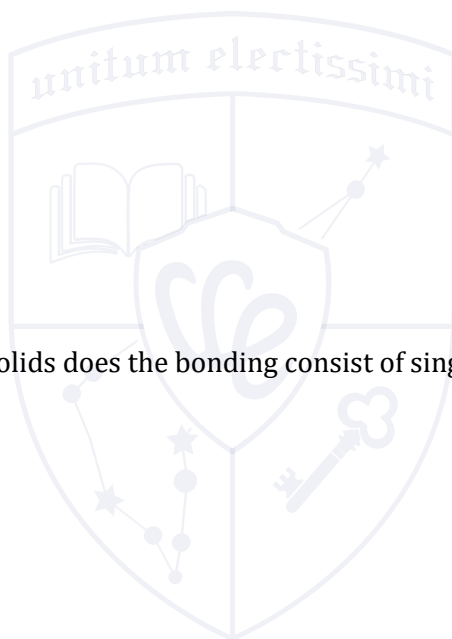 unitum electissimi
olids does the bonding consist of sing